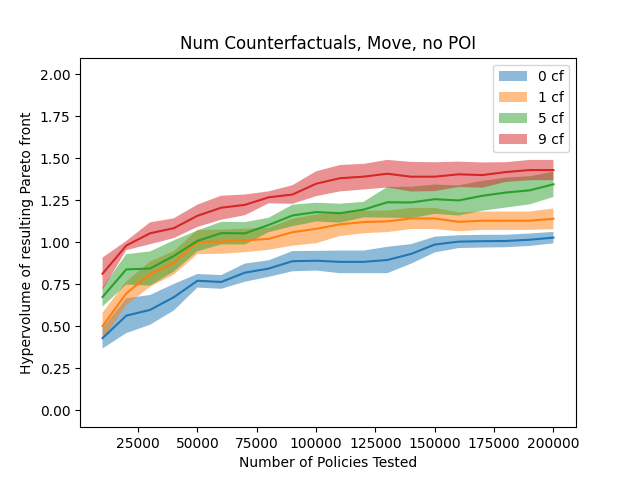 Num Counterfactuals, Move, no POI
Hypervolume of resulting Pareto front
2.00
1.75
1.50
1.25
1.00
0.75
0.50
0.25
0.00
0 cf
1 cf
5 cf
9 cf
25000 50000 75000 100000 125000 150000 175000 200000
Number of Policies Tested